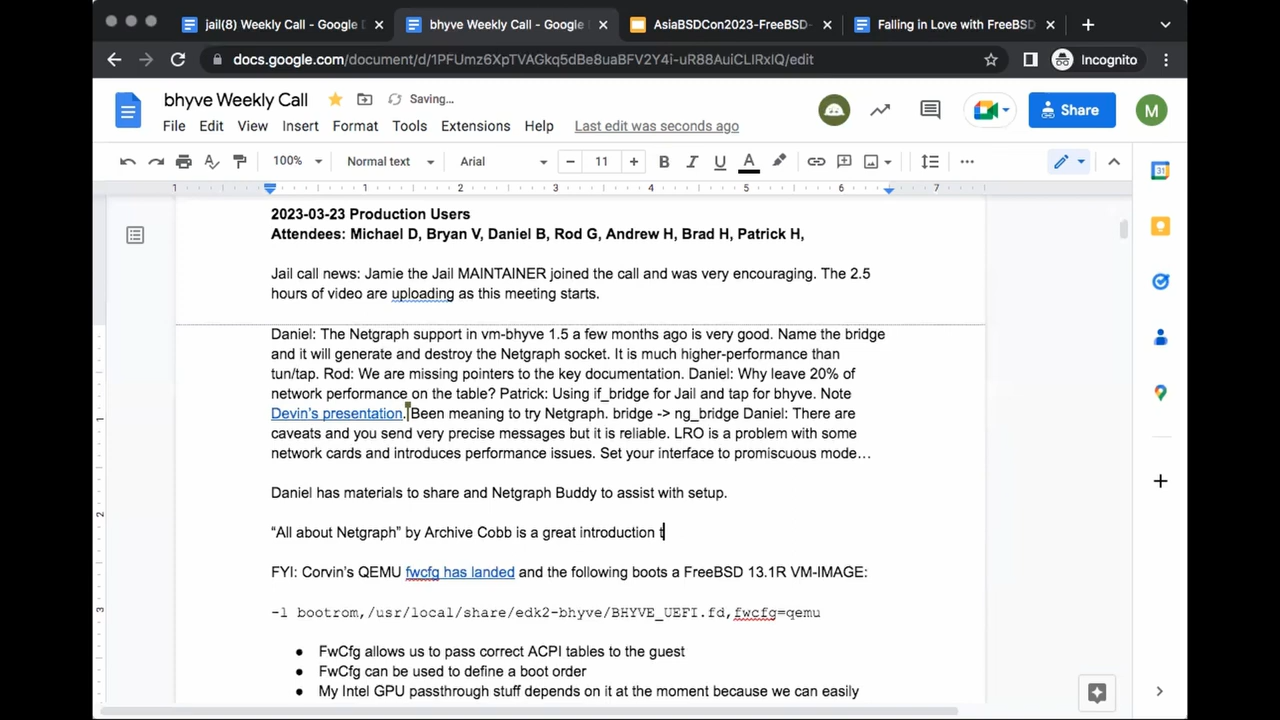 jail(8) Weekly Call - Google D
bhyve Weekly Call - Google
AsiaBSDCon2023-FreeBSD-
Falling in Love with FreeBSD
docs.google.com/document/d/1PFUmz6XpTVAGkq5dBe8uaBFV2Y4i-uR88AuiCLIRxlQ/edit
Incognito
bhyve Weekly Call
Saving...
Share
M
File Edit View Insert Format Tools Extensions Help Last edit was seconds ago
100% Normal text Arial 11 B I U A
1 1 2 3 4 5 6 7
31
2023-03-23 Production Users
Attendees: Michael D, Bryan V, Daniel B, Rod G, Andrew H, Brad H, Patrick H,
Jail call news: Jamie the Jail MAINTAINER joined the call and was very encouraging. The 2.5
hours of video are uploading as this meeting starts.
Daniel: The Netgraph support in vm-bhyve 1.5 a few months ago is very good. Name the bridge
and it will generate and destroy the Netgraph socket. It is much higher-performance than
tun/tap. Rod: We are missing pointers to the key documentation. Daniel: Why leave 20% of
network performance on the table? Patrick: Using if_bridge for Jail and tap for bhyve. Note
Devin's presentation. Been meaning to try Netgraph. bridge -> ng_bridge Daniel: There are
caveats and you send very precise messages but it is reliable. LRO is a problem with some
network cards and introduces performance issues. Set your interface to promiscuous mode…
Daniel has materials to share and Netgraph Buddy to assist with setup.
“All about Netgraph” by Archive Cobb is a great introduction t
FYI: Corvin's QEMU fwcfg has landed and the following boots a FreeBSD 13.1R VM-IMAGE:
-l bootrom,/usr/local/share/edk2-bhyve/BHYVE_UEFI.fd,fwcfg=qemu
● FwCfg allows us to pass correct ACPI tables to the guest
● FwCfg can be used to define a boot order
● My Intel GPU passthrough stuff depends on it at the moment because we can easily
1
2
3